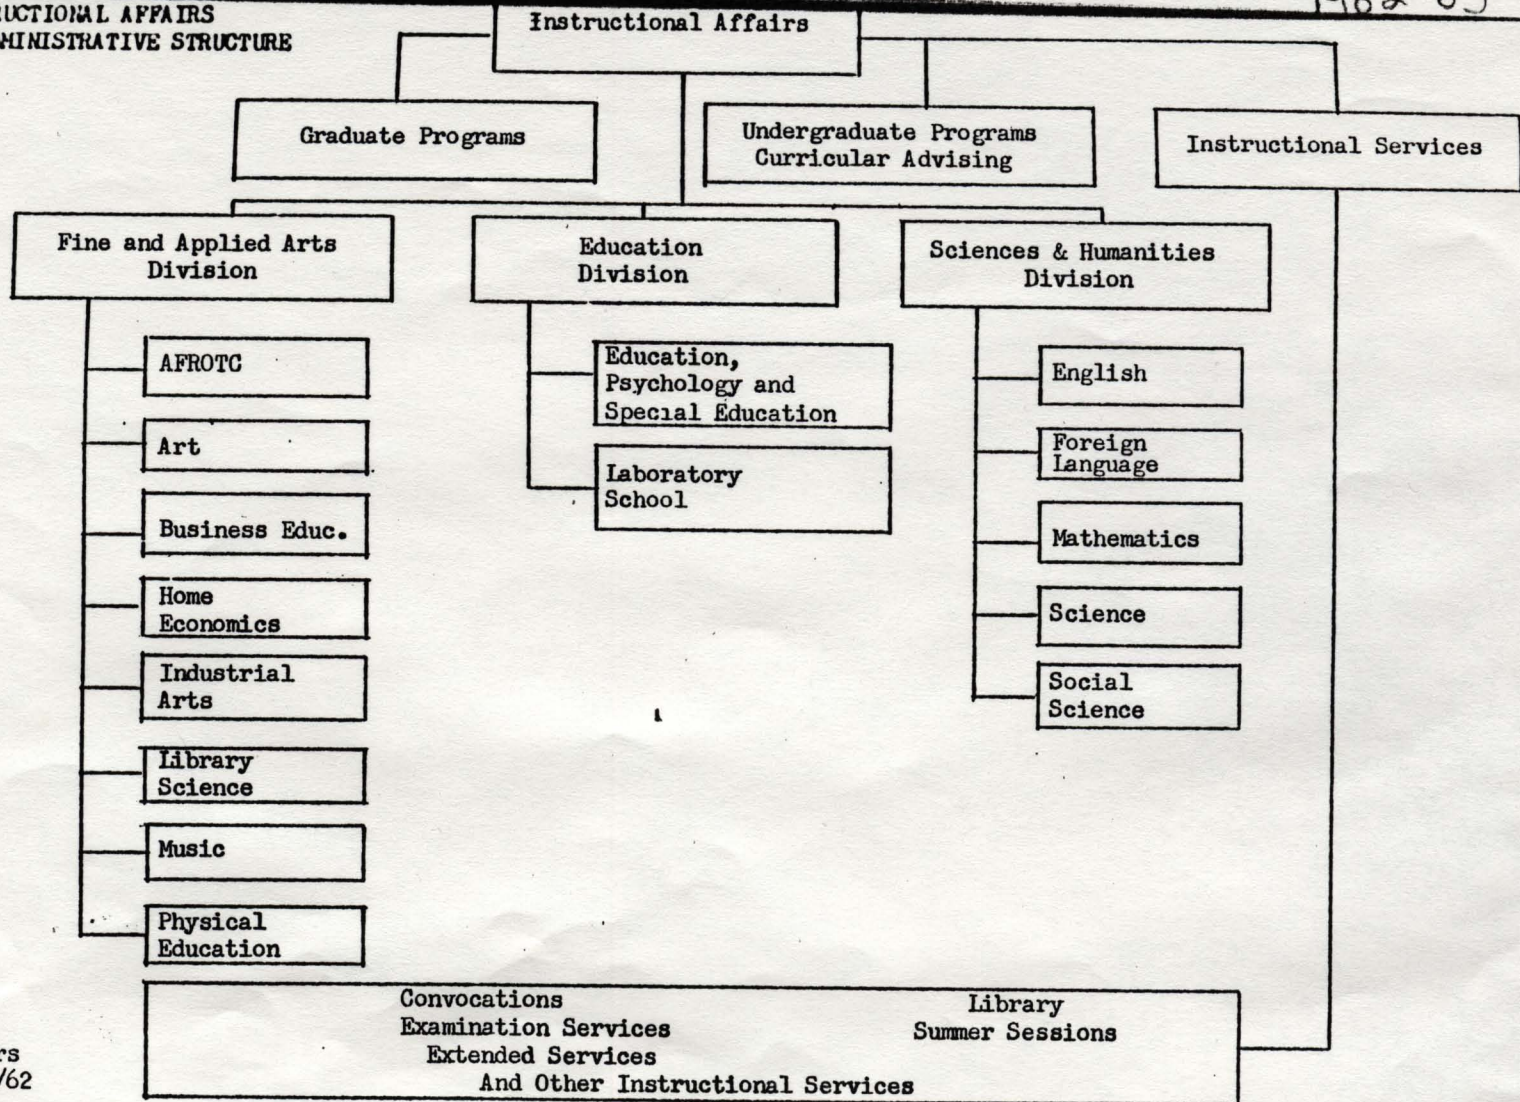 UCTIONAL AFFAIRS
MINISTRATIVE STRUCTURE
Instructional Affairs
Graduate Programs
Undergraduate Programs
Curricular Advising
Instructional Services
Fine and Applied Arts
Division
Education
Division
Sciences & Humanities
Division
AFROTC
Art
Business Educ.
Home
Economics
Industrial
Arts
Library
Science
Music
Physical
Education
Education,
Psychology and
Special Education
Laboratory
School
English
Foreign
Language
Mathematics
Science
Social
Science
Convocations
Examination Services
Extended Services
And Other Instructional Services
Library
Summer Sessions
rs
/62